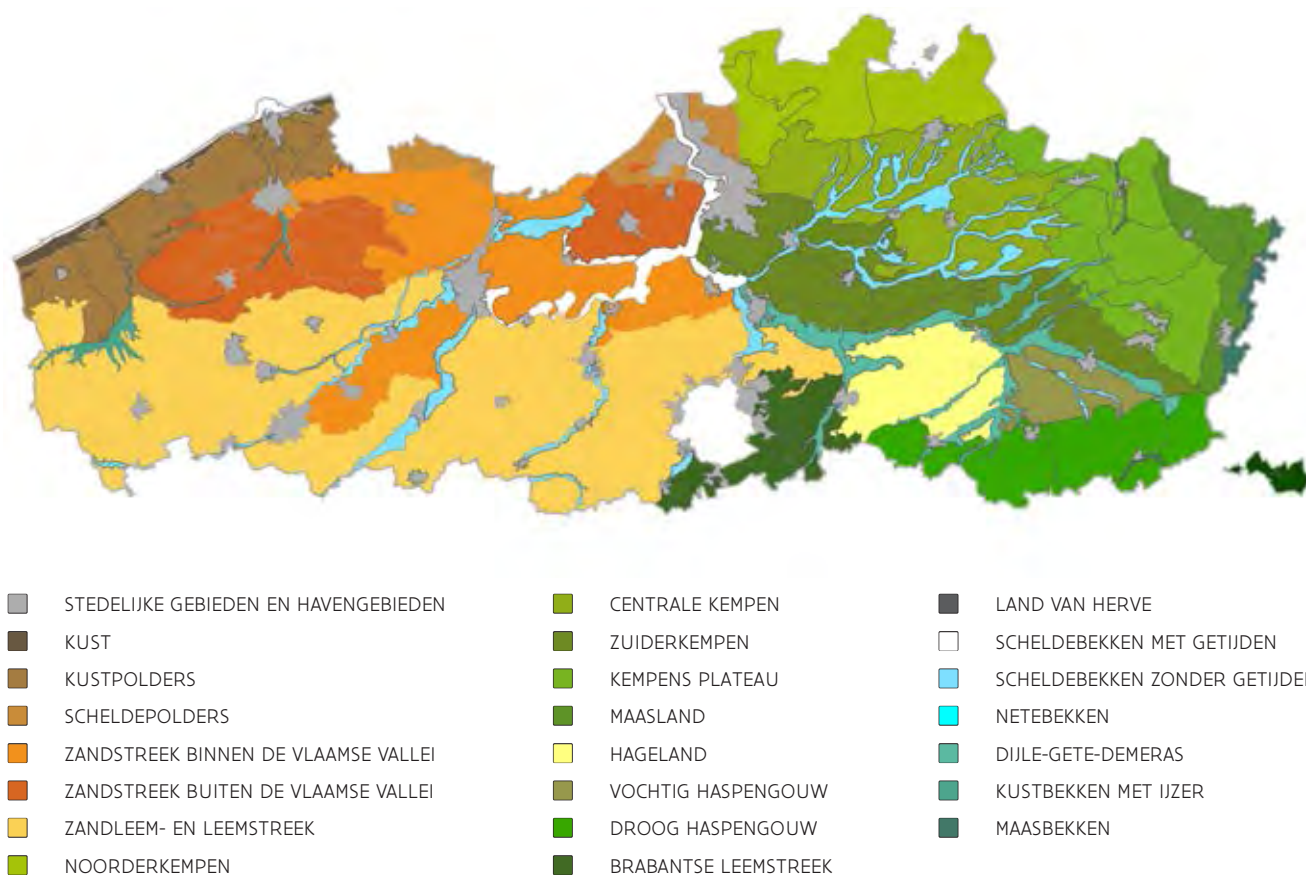 STEDELIJKE GEBIEDEN EN HAVENGEBIEDEN
KUST
KUSTPOLDERS
SCHELDEPOLDERS
ZANDSTREEK BINNEN DE VLAAMSE VALLEI
ZANDSTREEK BUITEN DE VLAAMSE VALLEI
ZANDLEEM- EN LEEMSTREEK
NOORDERKEMPEN
CENTRALE KEMPEN
ZUIDERKEMPEN
KEMPENS PLATEAU
MAASLAND
HAGELAND
VOCHTIG HASPENGOUW
DROOG HASPENGOUW
BRABANTSE LEEMSTREEK
LAND VAN HERVE
SCHELDEBEKKEN MET GETIJDEN
SCHELDEBEKKEN ZONDER GETIJDE
NETEBEKKEN
DIJLE-GETE-DEMERAS
KUSTBEKKEN MET IJZER
MAASBEKKEN